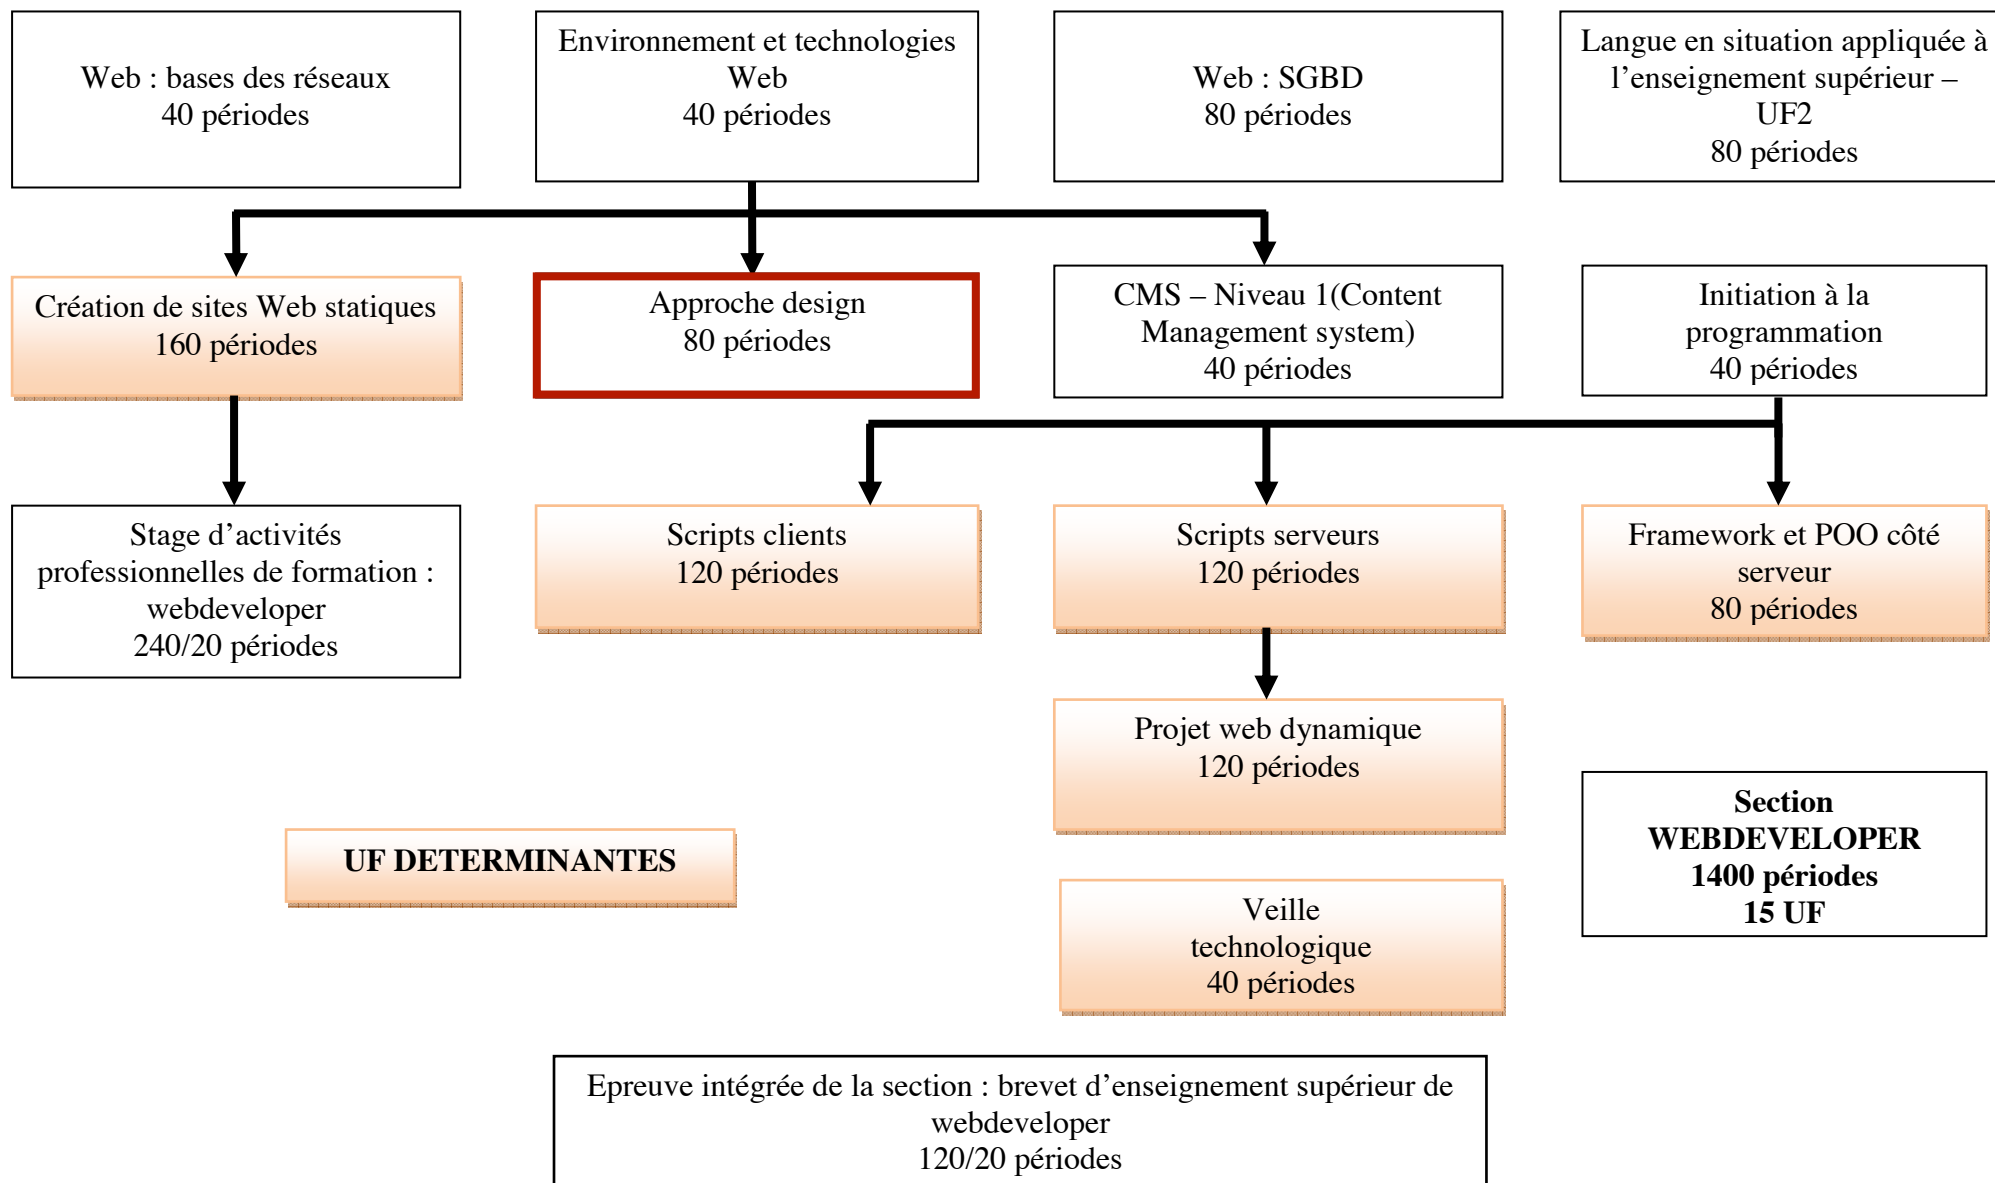 Web : bases des réseaux
40 périodes
Environnement et technologies
Web
40 périodes
Web : SGBD
80 périodes
Langue en situation appliquée à
l’enseignement supérieur –
UF2
80 périodes
Création de sites Web statiques
160 périodes
Approche design
80 périodes
CMS – Niveau 1(Content
Management system)
40 périodes
Initiation à la
programmation
40 périodes
Stage d’activités
professionnelles de formation :
webdeveloper
240/20 périodes
Scripts clients
120 périodes
Scripts serveurs
120 périodes
Framework et POO côté
serveur
80 périodes
Projet web dynamique
120 périodes
Section
WEBDEVELOPER
1400 périodes
15 UF
UF DETERMINANTES
Veille
technologique
40 périodes
Epreuve intégrée de la section : brevet d’enseignement supérieur de
webdeveloper
120/20 périodes